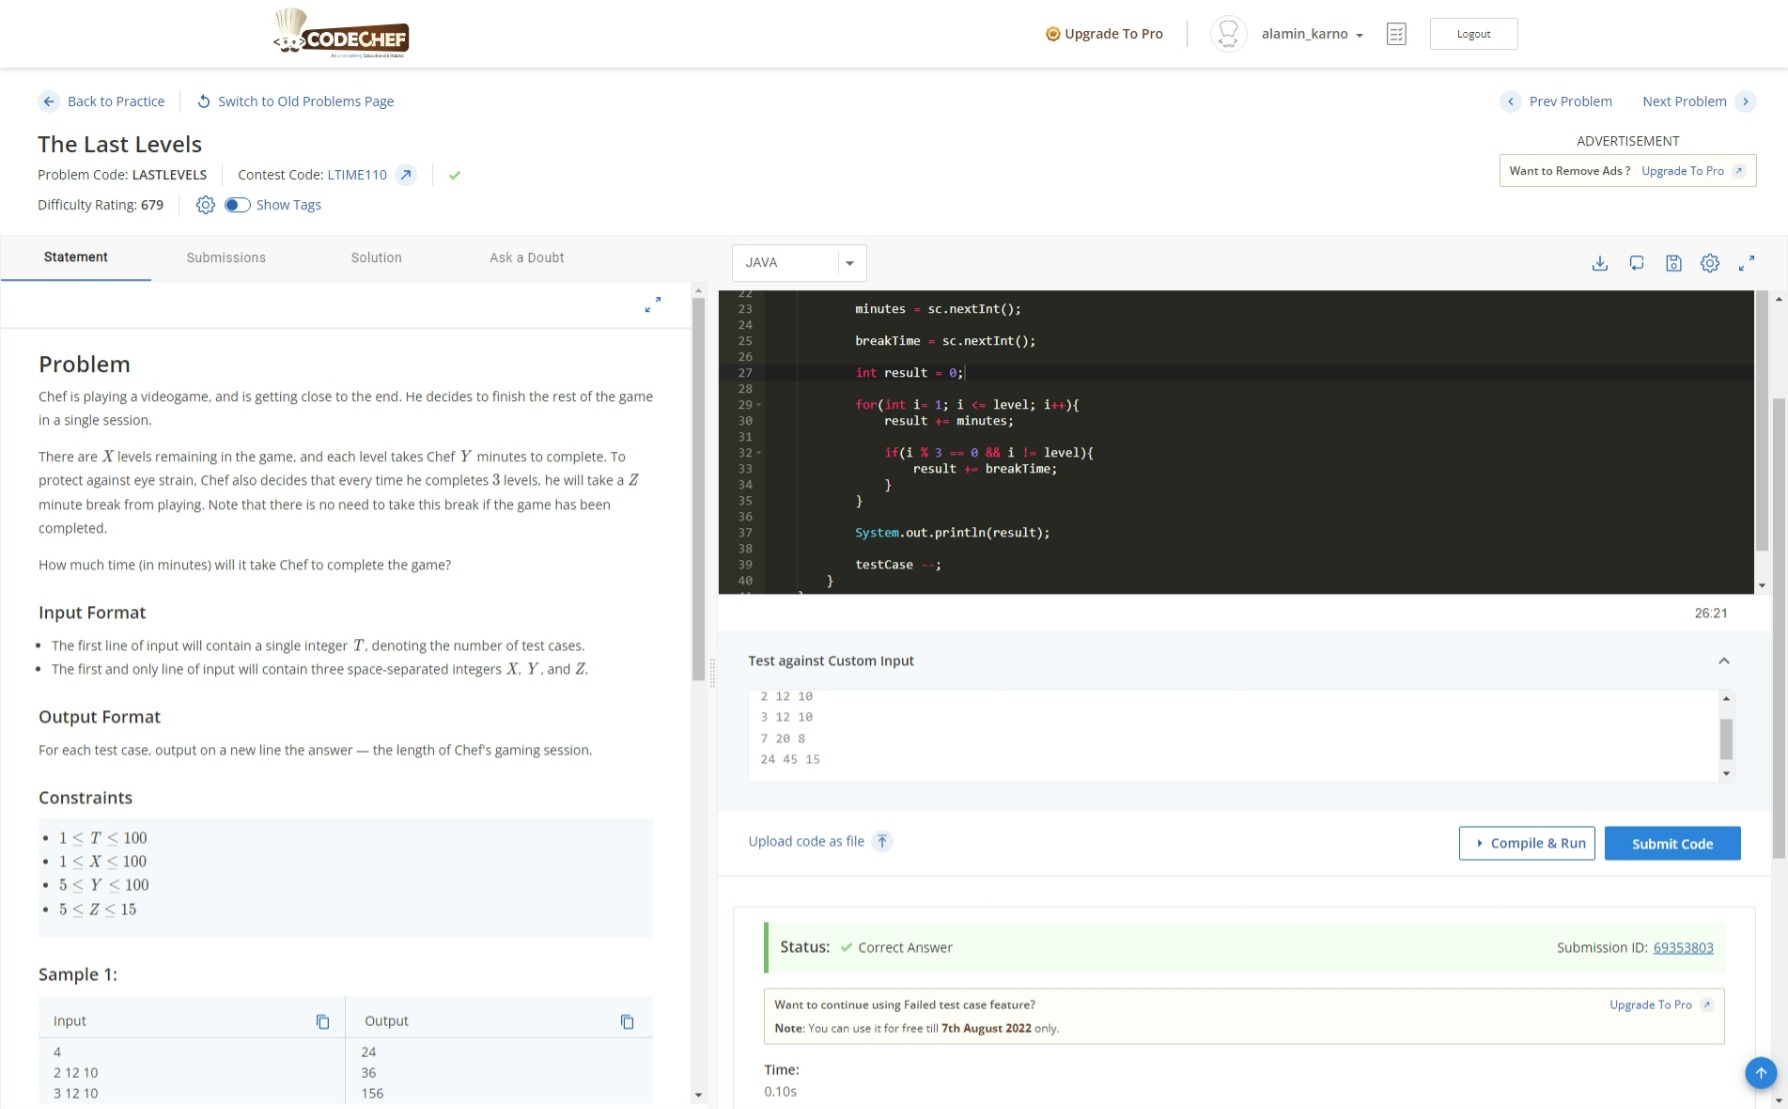 CODECHEF
An Unacademy Educational Initiative
Upgrade To Pro
alamin_karno
Logout
Back to Practice
Switch to Old Problems Page
Prev Problem
Next Problem
The Last Levels
ADVERTISEMENT
Problem Code: LASTLEVELS
Contest Code: LTIME110
Want to Remove Ads ? Upgrade To Pro
Difficulty Rating: 679
Show Tags
Statement
Submissions
Solution
Ask a Doubt
JAVA
Problem
Chef is playing a videogame, and is getting close to the end. He decides to finish the rest of the game
in a single session.
There are X levels remaining in the game, and each level takes Chef Y minutes to complete. To
protect against eye strain, Chef also decides that every time he completes 3 levels, he will take a Z
minute break from playing. Note that there is no need to take this break if the game has been
completed.
How much time (in minutes) will it take Chef to complete the game?
Input Format
• The first line of input will contain a single integer T, denoting the number of test cases.
• The first and only line of input will contain three space-separated integers X, Y, and Z.
Output Format
For each test case, output on a new line the answer — the length of Chef's gaming session.
Constraints
• 1 ≤ T ≤ 100
• 1 ≤ X ≤ 100
• 5 ≤ Y ≤ 100
• 5 ≤ Z ≤ 15
Sample 1:
Input
Output
4
24
2 12 10
36
3 12 10
156
22
23 minutes = sc.nextInt();
24
25 breakTime = sc.nextInt();
26
27 int result = 0;
28
29 for(int i= 1; i <= level; i++){
30 result += minutes;
31
32 if(i % 3 == 0 && i != level){
33 result += breakTime;
34 }
35 }
36
37 System.out.println(result);
38
39 testCase --;
40 }
26:21
Test against Custom Input
2 12 10
3 12 10
7 20 8
24 45 15
Upload code as file
Compile & Run
Submit Code
Status: Correct Answer
Submission ID: 69353803
Want to continue using Failed test case feature?
Upgrade To Pro
Note: You can use it for free till 7th August 2022 only.
Time:
0.10s